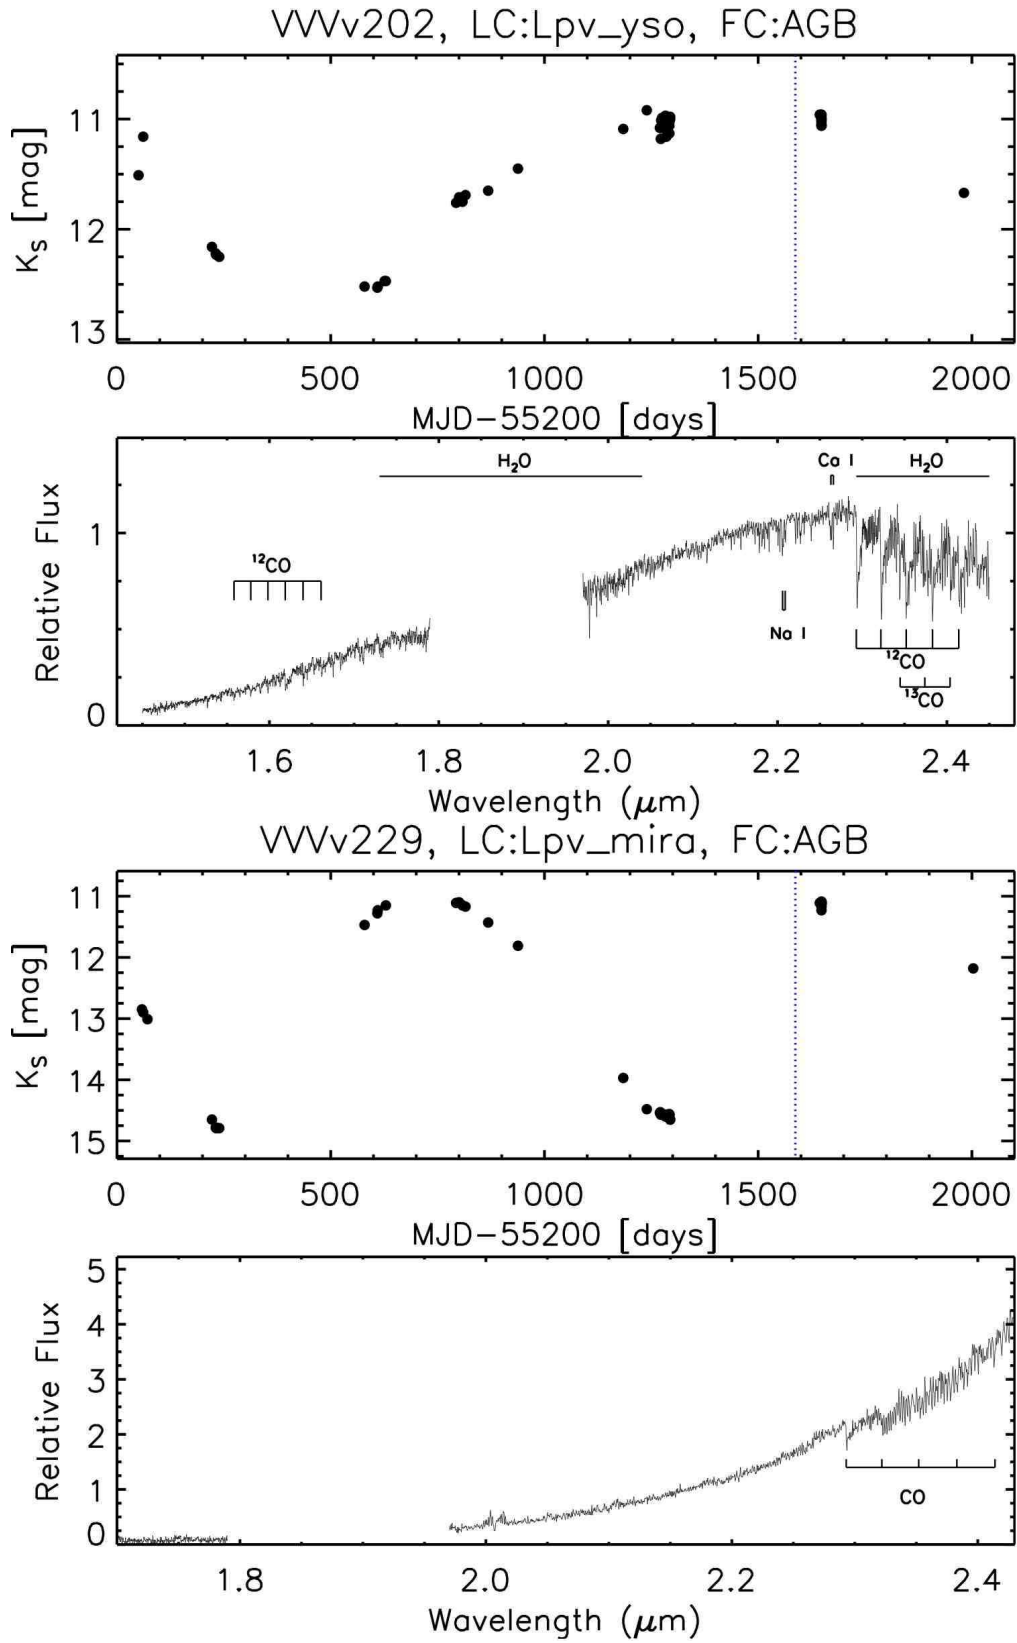 VVVv202, LC:Lpv_yso, FC:AGB
11
12
13
K_S [mag]
0 500 1000 1500 2000
MJD−55200 [days]
H₂O Ca I H₂O
1
0
Relative Flux
¹²CO
Na I
¹²CO
¹³CO
1.6 1.8 2.0 2.2 2.4
Wavelength (μm)
VVVv229, LC:Lpv_mira, FC:AGB
11
12
13
14
15
K_S [mag]
0 500 1000 1500 2000
MJD−55200 [days]
5
4
3
2
1
0
Relative Flux
CO
1.8 2.0 2.2 2.4
Wavelength (μm)